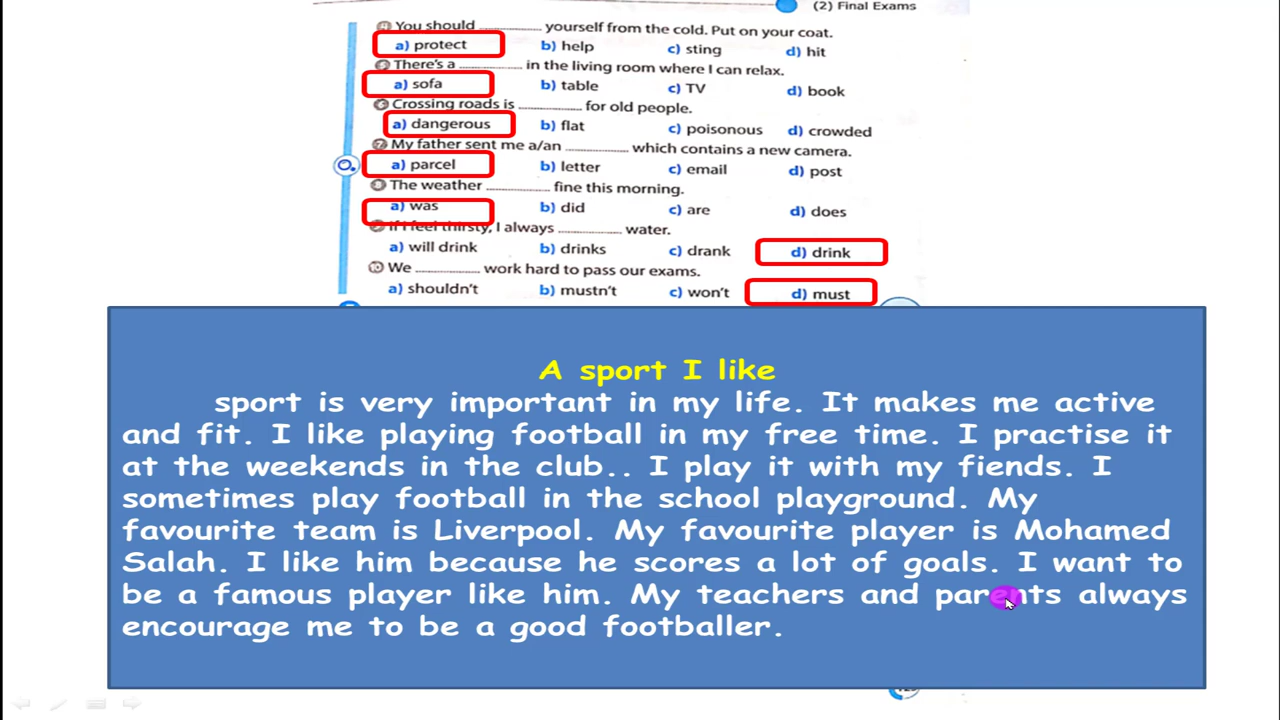 (2) Final Exams
You should ............ yourself from the cold. Put on your coat.
a) protect b) help c) sting d) hit
There's a ............ in the living room where I can relax.
a) sofa b) table c) TV d) book
Crossing roads is ............ for old people.
a) dangerous b) flat c) poisonous d) crowded
My father sent me a/an ............ which contains a new camera.
a) parcel b) letter c) email d) post
The weather ............ fine this morning.
a) was b) did c) are d) does
If I feel thirsty, I always ............ water.
a) will drink b) drinks c) drank d) drink
10 We ............ work hard to pass our exams.
a) shouldn't b) mustn't c) won't d) must
A sport I like
sport is very important in my life. It makes me active
and fit. I like playing football in my free time. I practise it
at the weekends in the club.. I play it with my fiends. I
sometimes play football in the school playground. My
favourite team is Liverpool. My favourite player is Mohamed
Salah. I like him because he scores a lot of goals. I want to
be a famous player like him. My teachers and parents always
encourage me to be a good footballer.